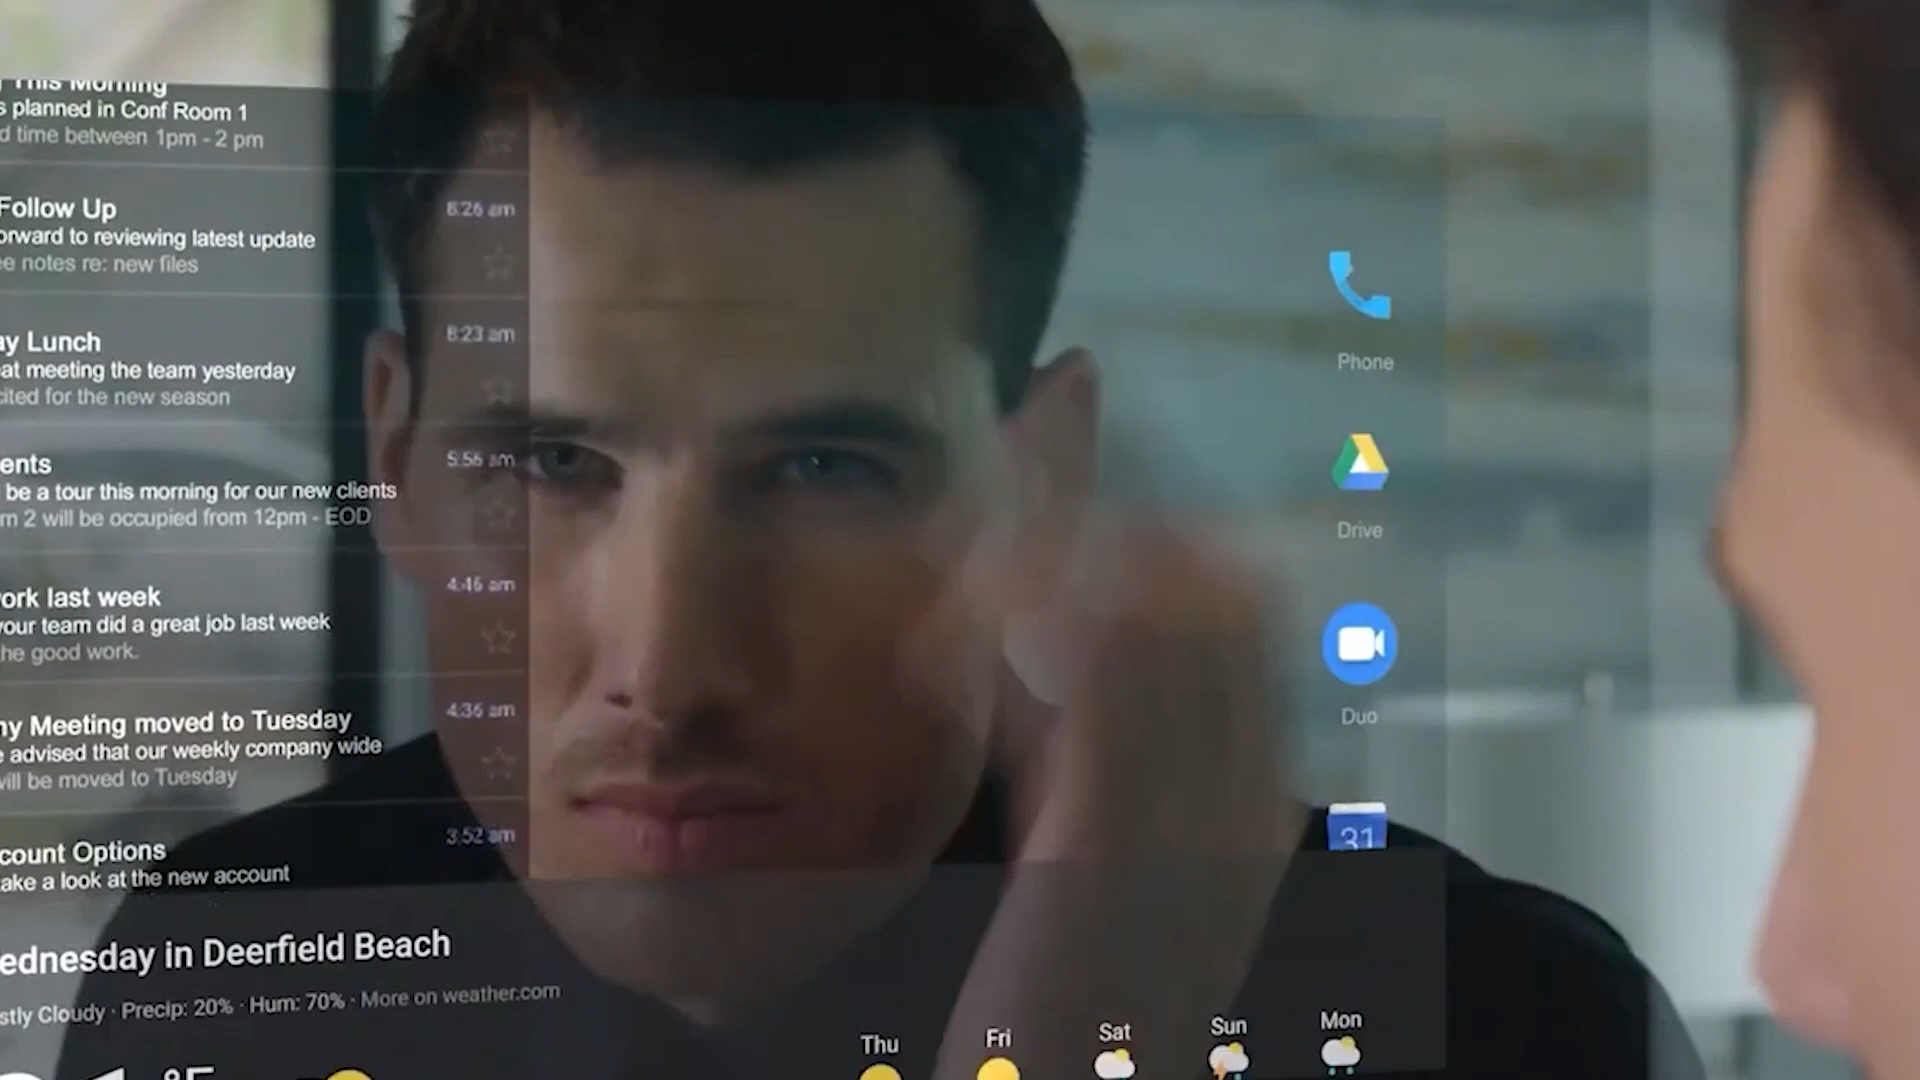 This Morning
s planned in Conf Room 1
d time between 1pm - 2 pm
Follow Up
8:26 am
orward to reviewing latest update
e notes re: new files
ay Lunch
8:23 am
at meeting the team yesterday
cited for the new season
ents
5:56 am
be a tour this morning for our new clients
m 2 will be occupied from 12pm - EOD
ork last week
4:46 am
your team did a great job last week
he good work.
ny Meeting moved to Tuesday
4:36 am
e advised that our weekly company wide
will be moved to Tuesday
count Options
3:52 am
ake a look at the new account
Phone
Drive
Duo
31
ednesday in Deerfield Beach
stly Cloudy · Precip: 20% · Hum: 70% · More on weather.com
°F
Thu
Fri
Sat
Sun
Mon